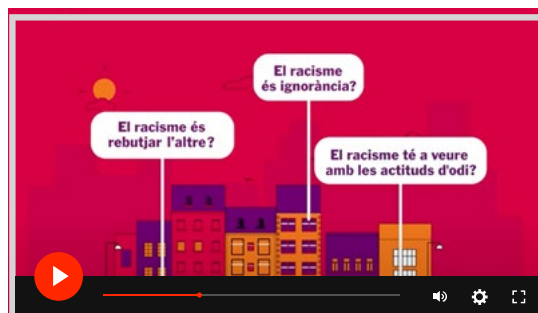 El racisme
és ignorància?
El racisme és
rebutjar l'altre?
El racisme té a veure
amb les actituds d'odi?